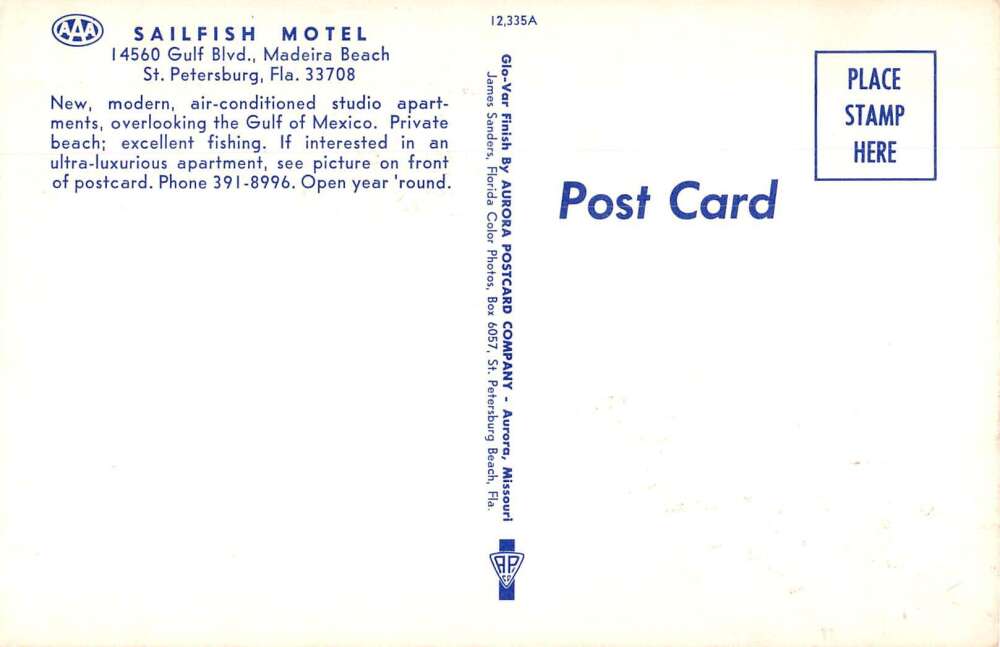 AAA
SAILFISH MOTEL
14560 Gulf Blvd., Madeira Beach
St. Petersburg, Fla. 33708
New, modern, air-conditioned studio apart-
ments, overlooking the Gulf of Mexico. Private
beach; excellent fishing. If interested in an
ultra-luxurious apartment, see picture on front
of postcard. Phone 391-8996. Open year 'round.
12,335A
Glo-Var Finish By AURORA POSTCARD COMPANY - Aurora, Missouri
James Sanders, Florida Color Photos, Box 6057, St. Petersburg Beach, Fla.
APCO
PLACE
STAMP
HERE
Post Card